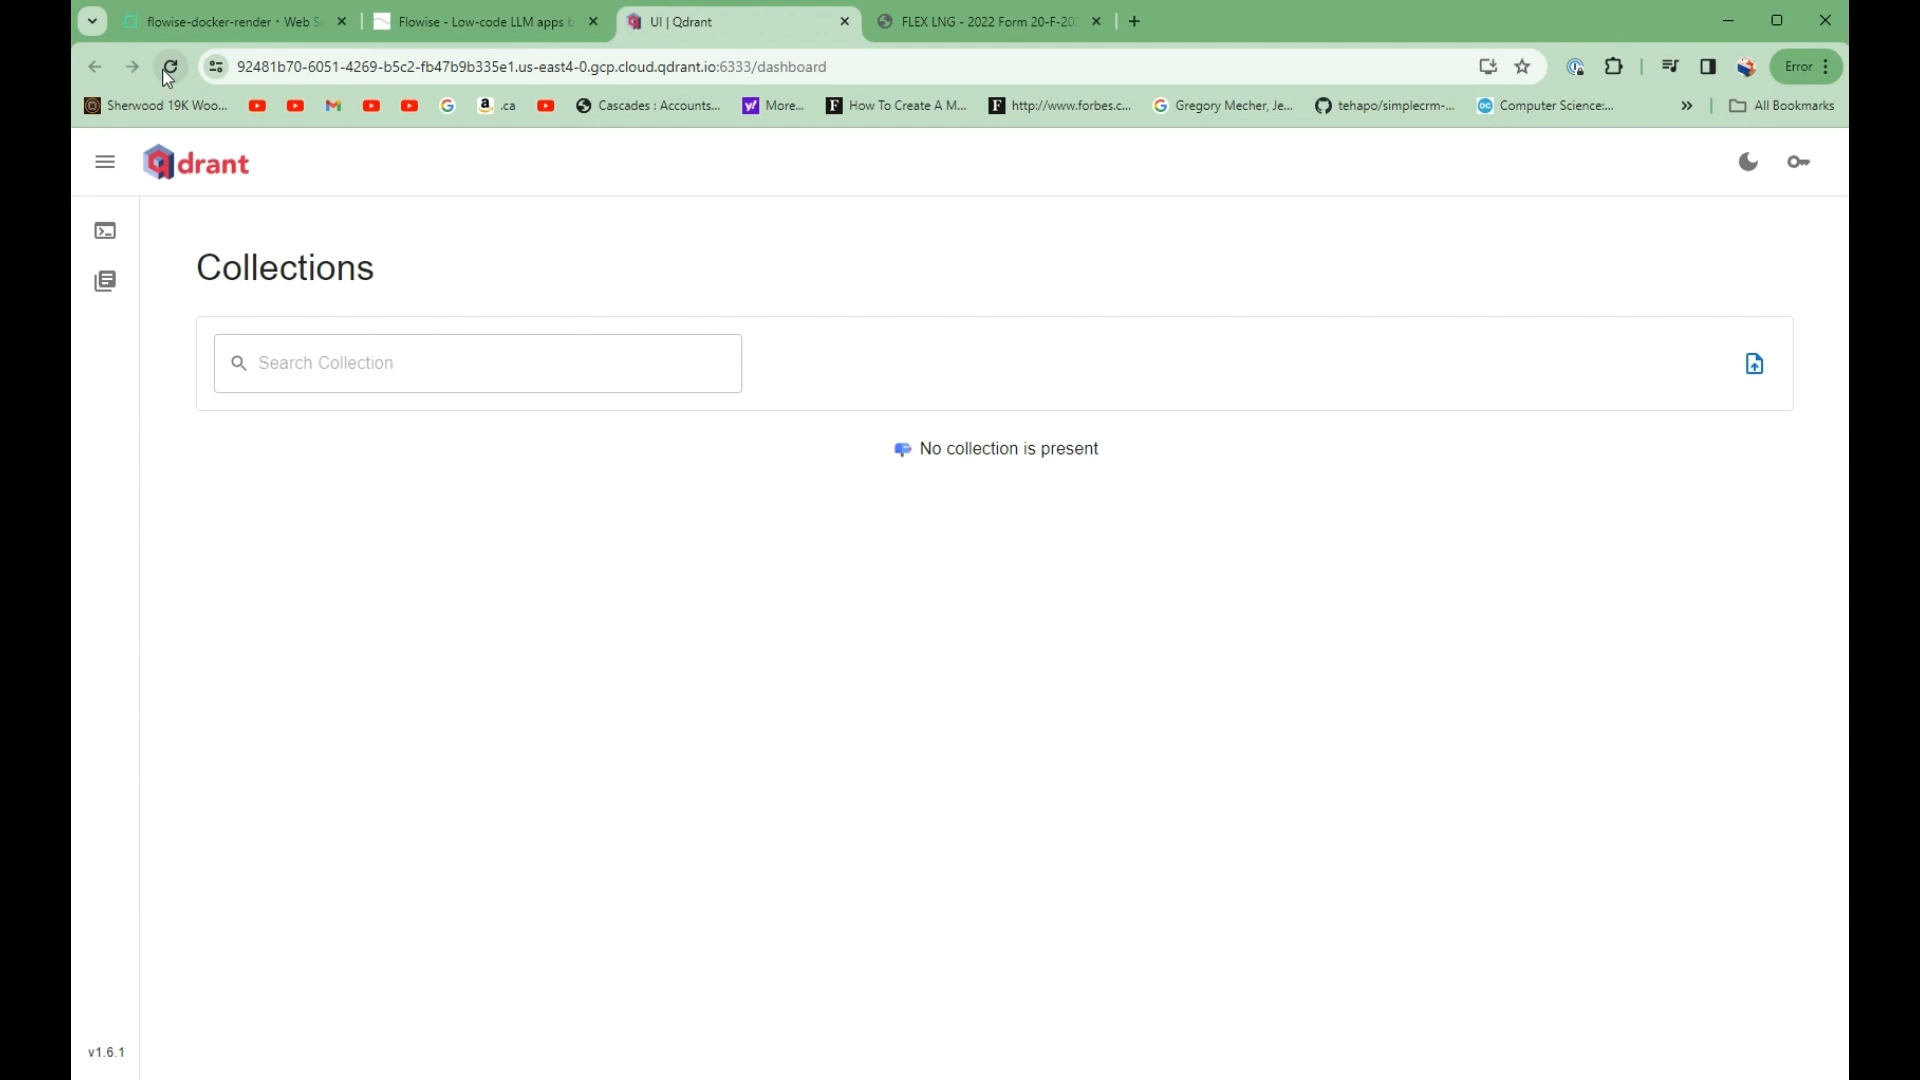 flowise-docker-render · Web S
Flowise - Low-code LLM apps b
UI | Qdrant
FLEX LNG - 2022 Form 20-F-20
92481b70-6051-4269-b5c2-fb47b9b335e1.us-east4-0.gcp.cloud.qdrant.io:6333/dashboard
Error
Sherwood 19K Woo...
.ca
Cascades : Accounts...
More...
How To Create A M...
http://www.forbes.c...
Gregory Mecher, Je...
tehapo/simplecrm-...
Computer Science:...
»
All Bookmarks
qdrant
Collections
Search Collection
No collection is present
v1.6.1